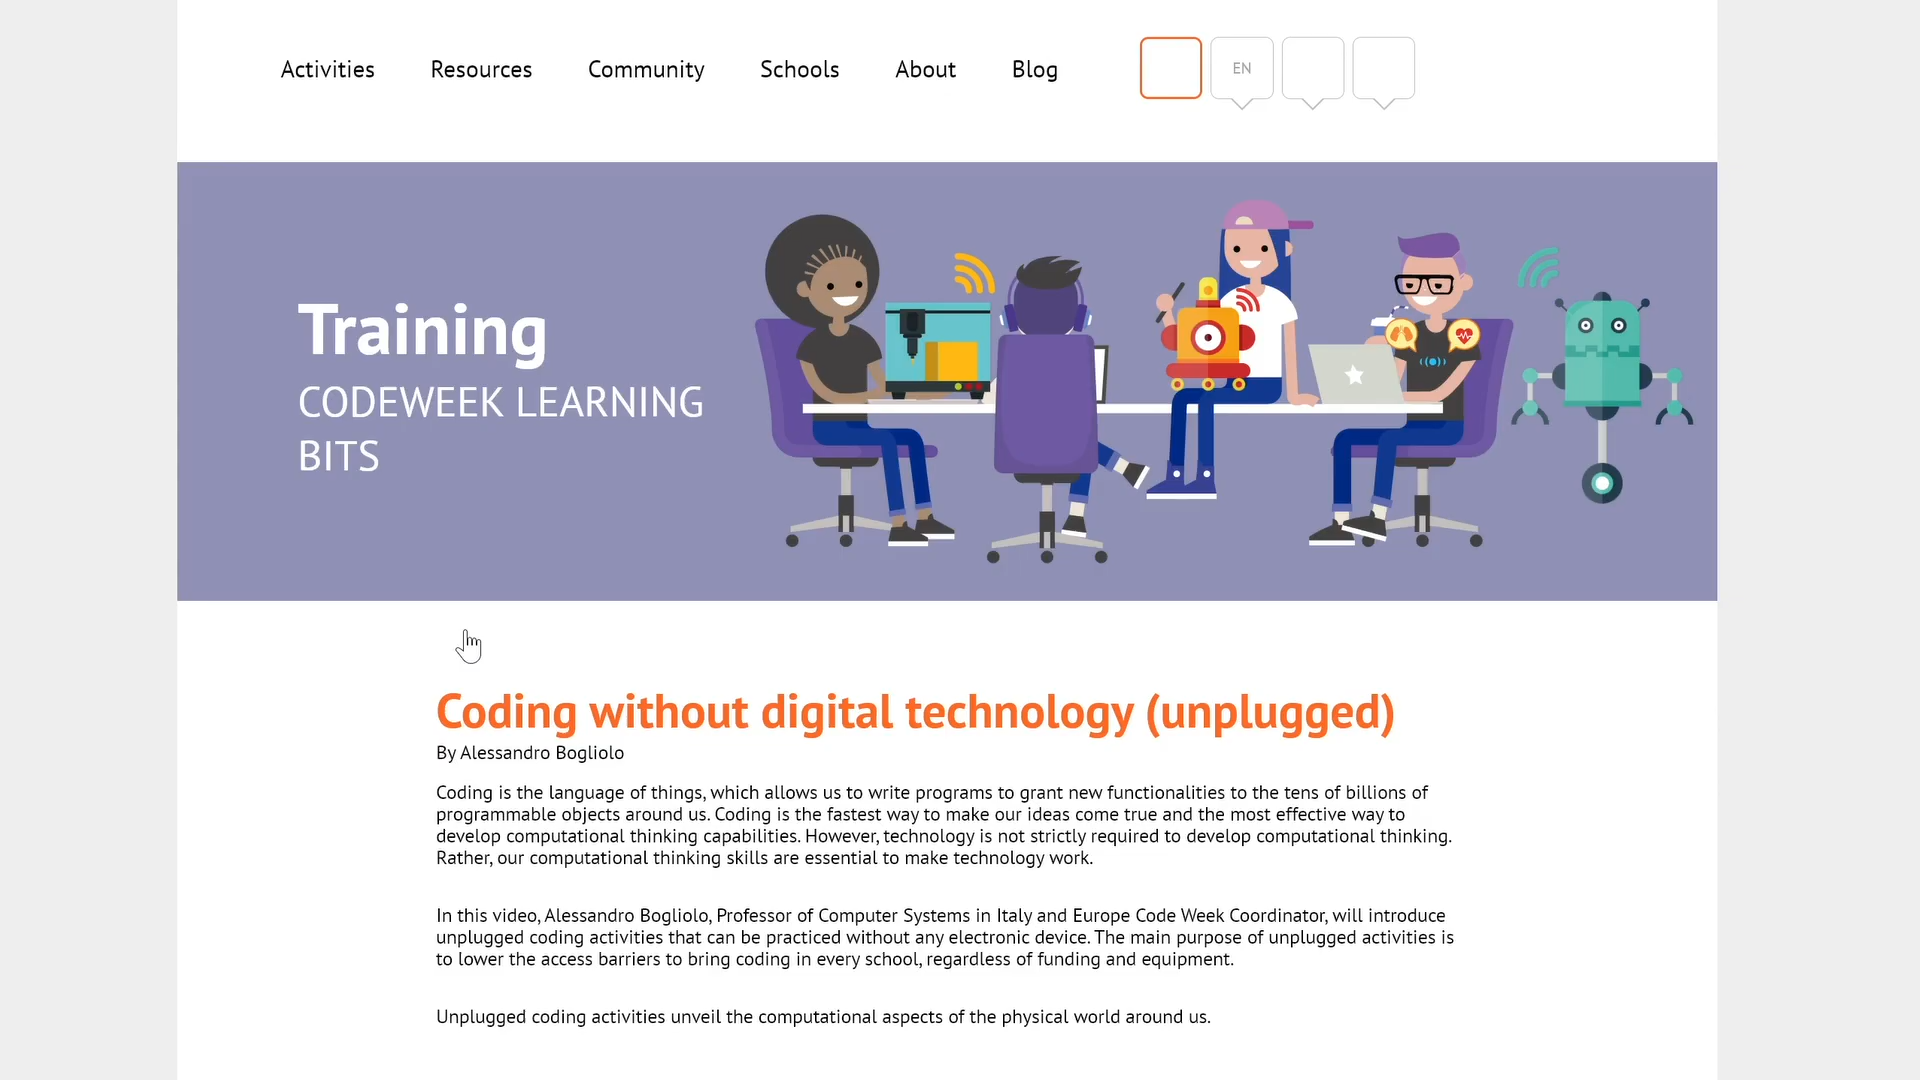 Activities Resources Community Schools About Blog EN
Training
CODEWEEK LEARNING
BITS
Coding without digital technology (unplugged)
By Alessandro Bogliolo
Coding is the language of things, which allows us to write programs to grant new functionalities to the tens of billions of
programmable objects around us. Coding is the fastest way to make our ideas come true and the most effective way to
develop computational thinking capabilities. However, technology is not strictly required to develop computational thinking.
Rather, our computational thinking skills are essential to make technology work.
In this video, Alessandro Bogliolo, Professor of Computer Systems in Italy and Europe Code Week Coordinator, will introduce
unplugged coding activities that can be practiced without any electronic device. The main purpose of unplugged activities is
to lower the access barriers to bring coding in every school, regardless of funding and equipment.
Unplugged coding activities unveil the computational aspects of the physical world around us.